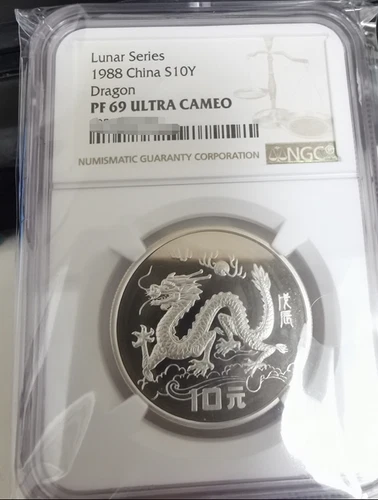 Lunar Series
1988 China S10Y
Dragon
PF 69 ULTRA CAMEO
NUMISMATIC GUARANTY CORPORATION
NGC
戊辰
10元